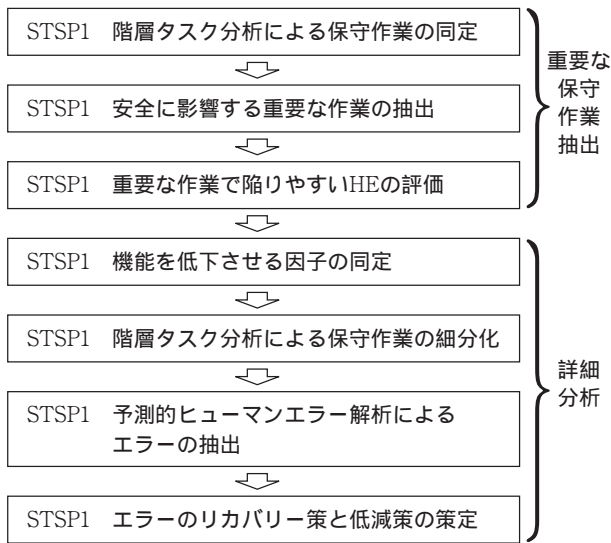 STSP1 階層タスク分析による保守作業の同定
STSP1 安全に影響する重要な作業の抽出
STSP1 重要な作業で陥りやすいHEの評価
重要な
保守
作業
抽出
STSP1 機能を低下させる因子の同定
STSP1 階層タスク分析による保守作業の細分化
STSP1 予測的ヒューマンエラー解析による
エラーの抽出
STSP1 エラーのリカバリー策と低減策の策定
詳細
分析